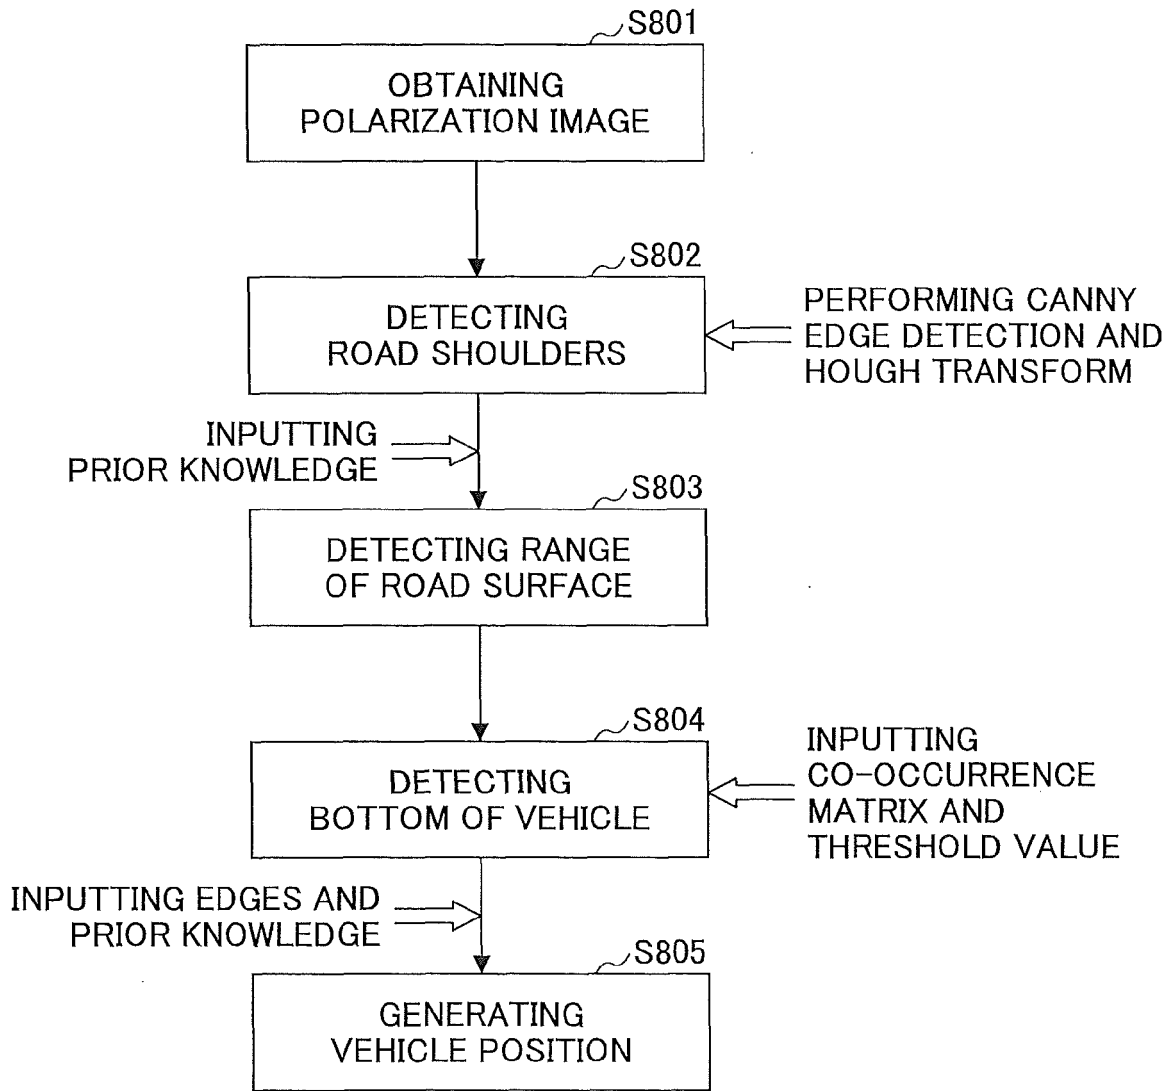 S801
OBTAINING
POLARIZATION IMAGE
S802
DETECTING
ROAD SHOULDERS
PERFORMING CANNY
EDGE DETECTION AND
HOUGH TRANSFORM
INPUTTING
PRIOR KNOWLEDGE
S803
DETECTING RANGE
OF ROAD SURFACE
S804
DETECTING
BOTTOM OF VEHICLE
INPUTTING
CO-OCCURRENCE
MATRIX AND
THRESHOLD VALUE
INPUTTING EDGES AND
PRIOR KNOWLEDGE
S805
GENERATING
VEHICLE POSITION